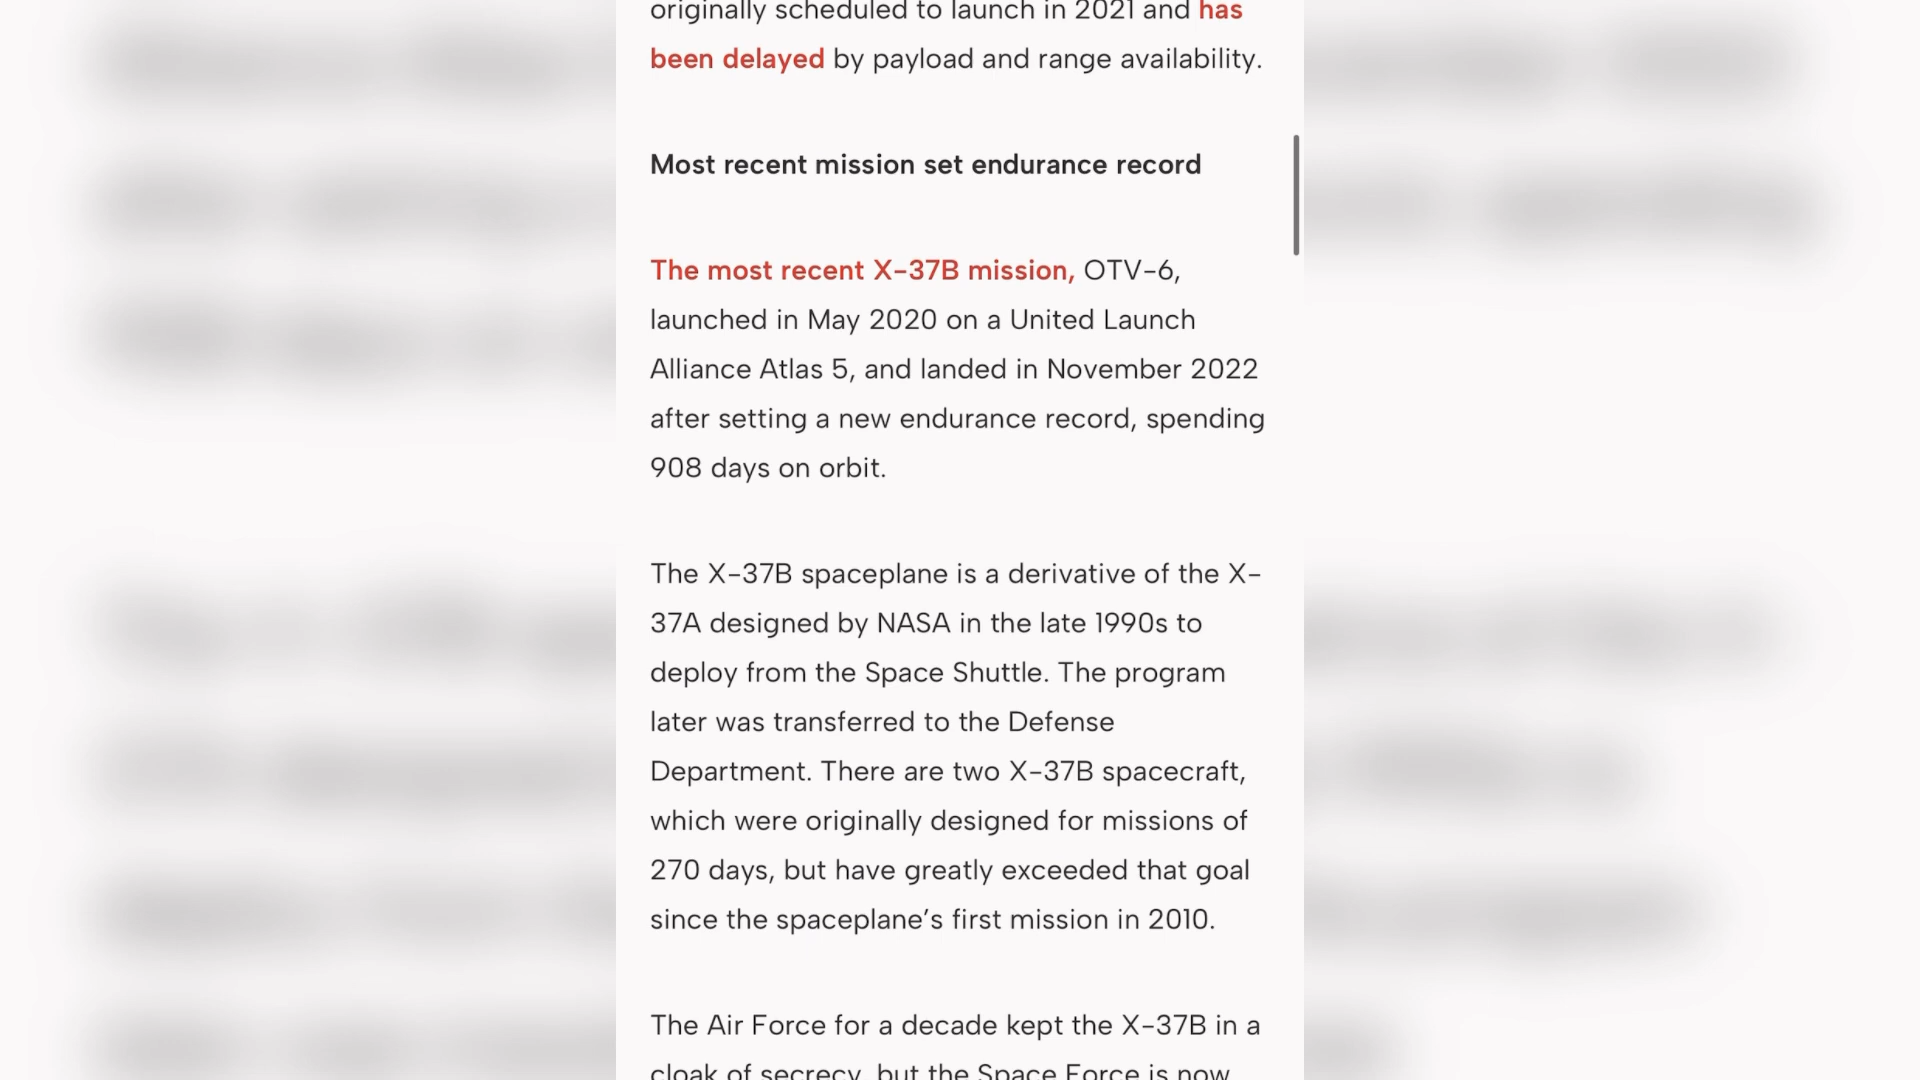 originally scheduled to launch in 2021 and has
been delayed by payload and range availability.
Most recent mission set endurance record
The most recent X-37B mission, OTV-6,
launched in May 2020 on a United Launch
Alliance Atlas 5, and landed in November 2022
after setting a new endurance record, spending
908 days on orbit.
The X-37B spaceplane is a derivative of the X-
37A designed by NASA in the late 1990s to
deploy from the Space Shuttle. The program
later was transferred to the Defense
Department. There are two X-37B spacecraft,
which were originally designed for missions of
270 days, but have greatly exceeded that goal
since the spaceplane’s first mission in 2010.
The Air Force for a decade kept the X-37B in a
cloak of secrecy, but the Space Force is now